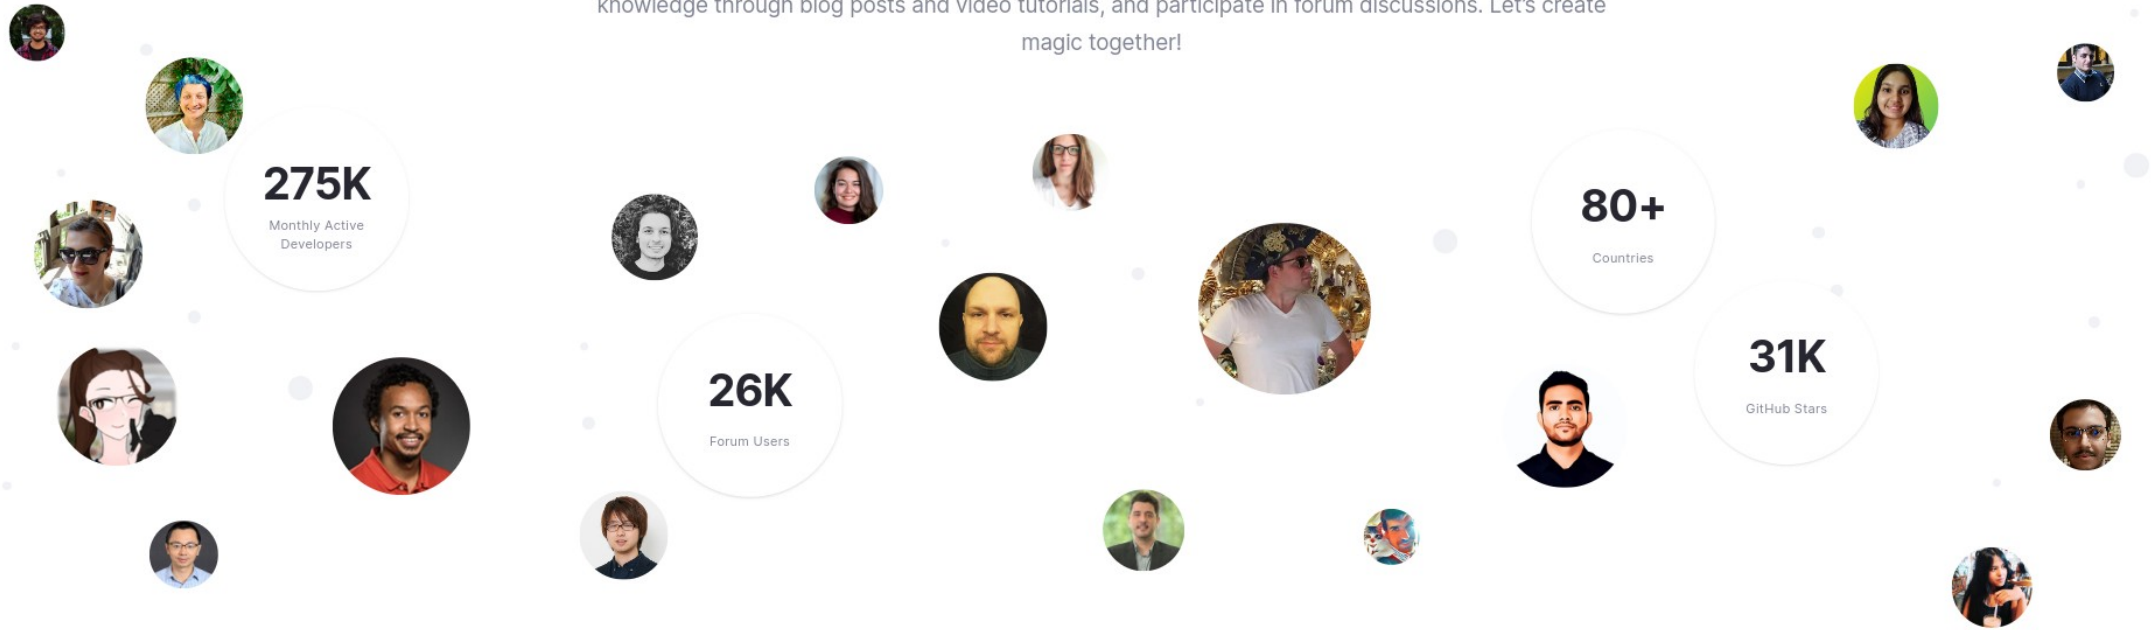 knowledge through blog posts and video tutorials, and participate in forum discussions. Let's create
magic together!
275K
Monthly Active
Developers
80+
Countries
31K
GitHub Stars
26K
Forum Users